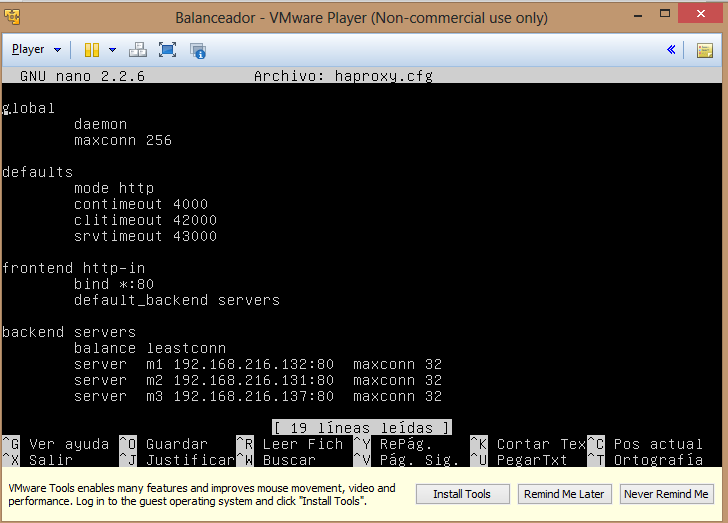 Balanceador - VMware Player (Non-commercial use only)
Player
GNU nano 2.2.6 Archivo: haproxy.cfg
global
daemon
maxconn 256
defaults
mode http
contimeout 4000
clitimeout 42000
srvtimeout 43000
frontend http-in
bind *:80
default_backend servers
backend servers
balance leastconn
server m1 192.168.216.132:80 maxconn 32
server m2 192.168.216.131:80 maxconn 32
server m3 192.168.216.137:80 maxconn 32
[ 19 líneas leídas ]
^G Ver ayuda ^O Guardar ^R Leer Fich ^Y RePág. ^K Cortar Tex ^C Pos actual
^X Salir ^J Justificar ^W Buscar ^V Pág. Sig. ^U PegarTxt ^T Ortografía
VMware Tools enables many features and improves mouse movement, video and
performance. Log in to the guest operating system and click "Install Tools".
Install Tools Remind Me Later Never Remind Me